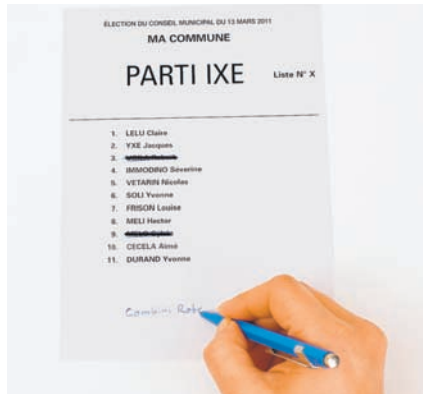 ÉLECTION DU CONSEIL MUNICIPAL DU 13 MARS 2011
MA COMMUNE
PARTI IXE Liste N° X
1. LELU Claire
2. YXE Jacques
3.
4. IMMODINO Séverine
5. VETARIN Nicolas
6. SOLI Yvonne
7. FRISON Louise
8. MELI Hector
9.
10. CECELA Aimé
11. DURAND Yvonne